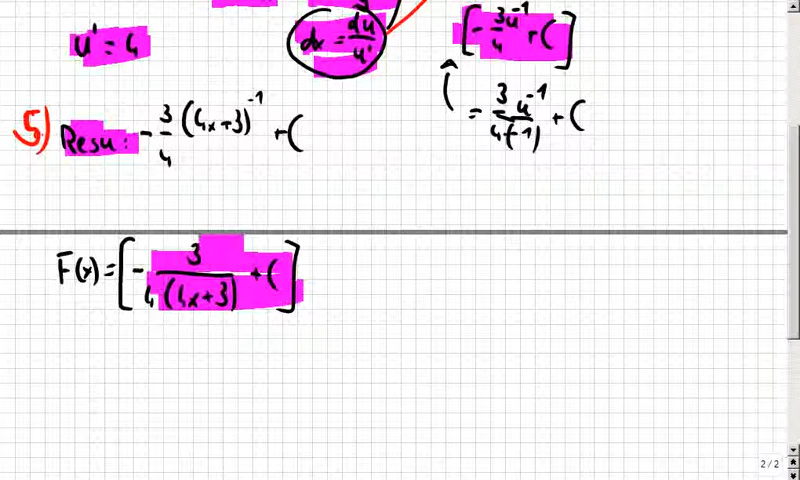 u' = 4
dx = du/u'
[-3/4 u^-1 + C]
= 3u^-1/4(-1) + C
5) Resu: -3/4 (4x+3)^-1 + C
F(x) = [-3/4(4x+3) + C]
2/2